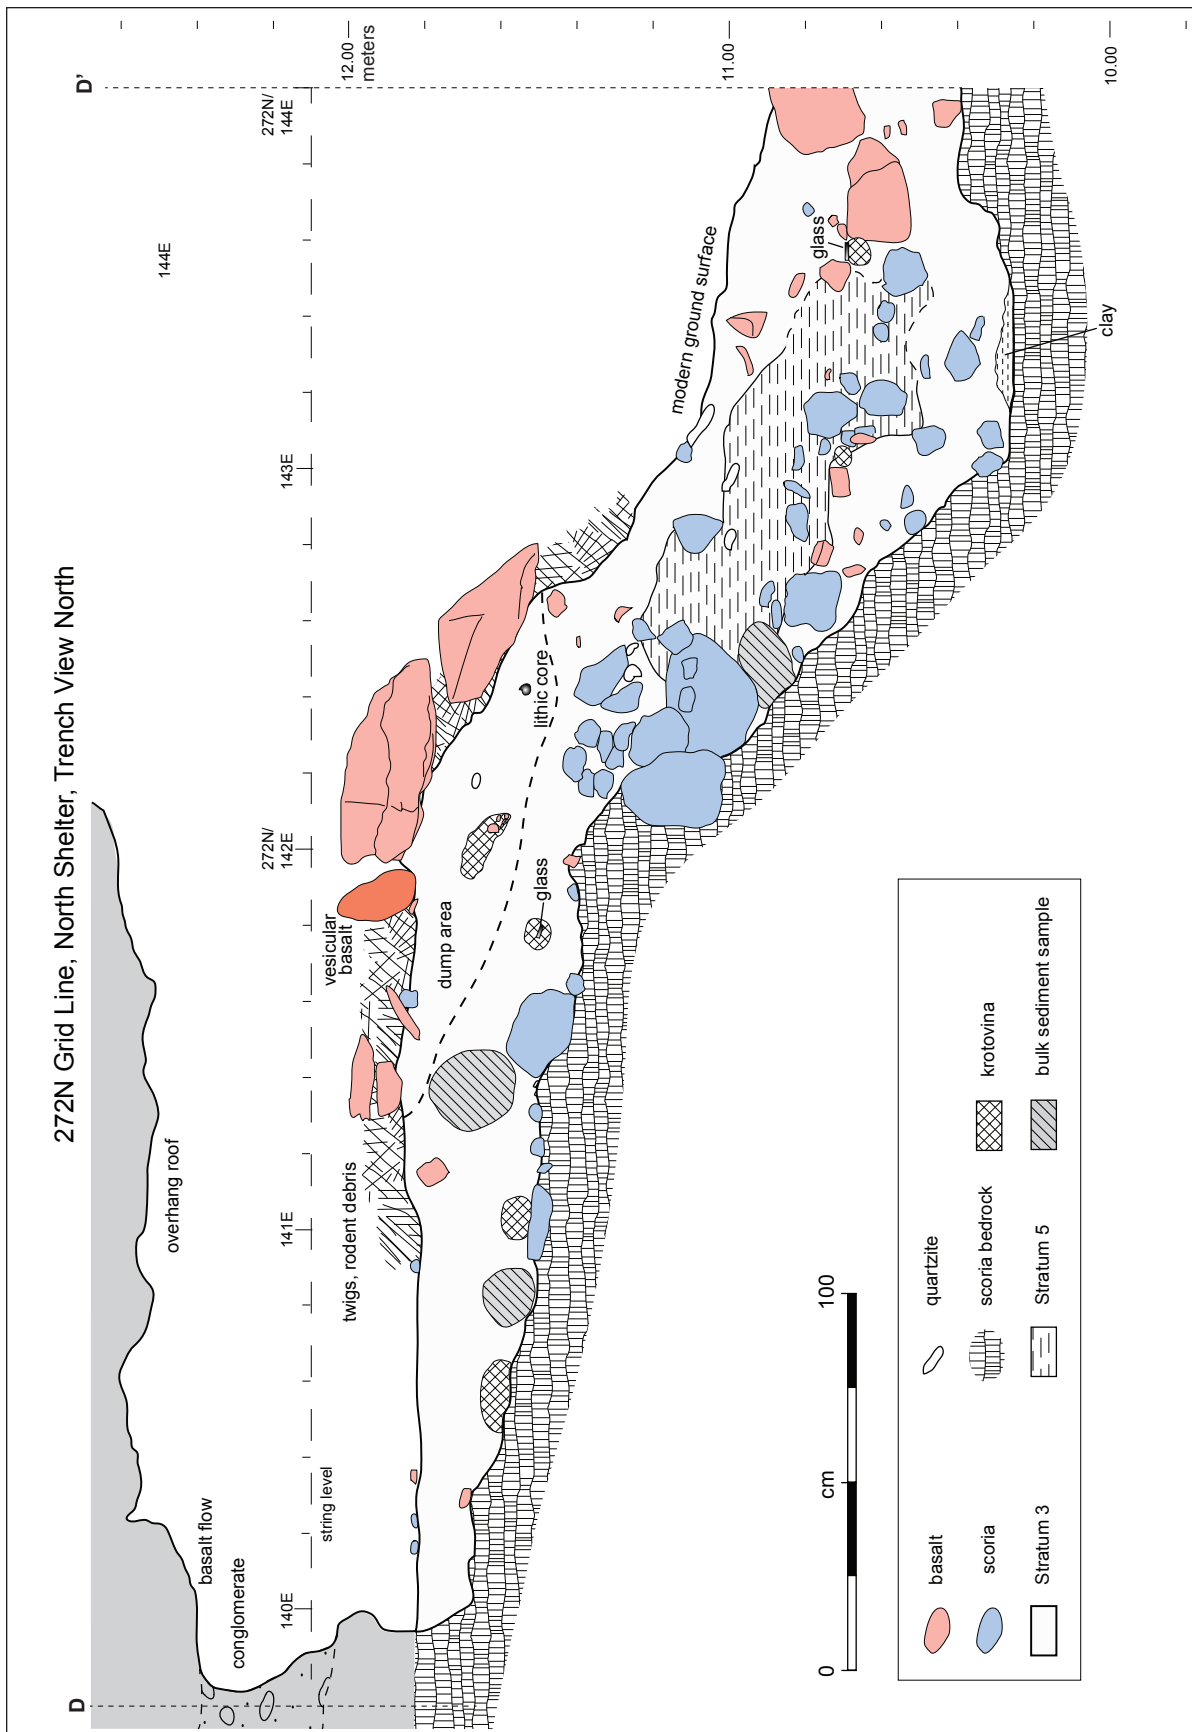 272N Grid Line, North Shelter, Trench View North
D
D'
12.00
meters
11.00
10.00
overhang roof
basalt flow
conglomerate
string level
140E
141E
272N/
142E
143E
144E
272N/
144E
twigs, rodent debris
vesicular
basalt
dump area
lithic core
glass
modern ground surface
glass
clay
0
cm
100
basalt
quartzite
krotovina
scoria
scoria bedrock
bulk sediment sample
Stratum 3
Stratum 5